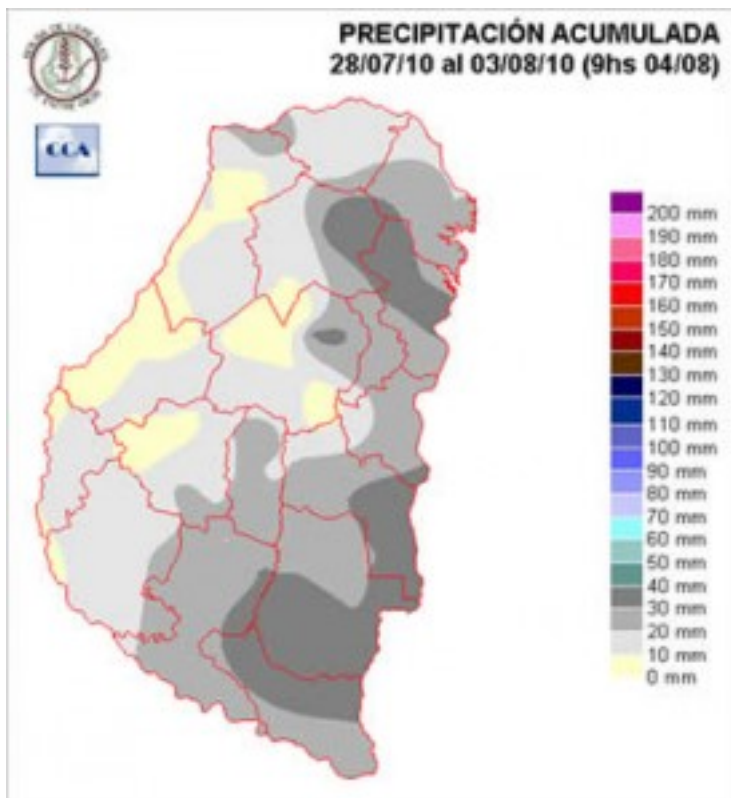 PRECIPITACIÓN ACUMULADA
28/07/10 al 03/08/10 (9hs 04/08)
CCA
200 mm
190 mm
180 mm
170 mm
160 mm
150 mm
140 mm
130 mm
120 mm
110 mm
100 mm
90 mm
80 mm
70 mm
60 mm
50 mm
40 mm
30 mm
20 mm
10 mm
0 mm